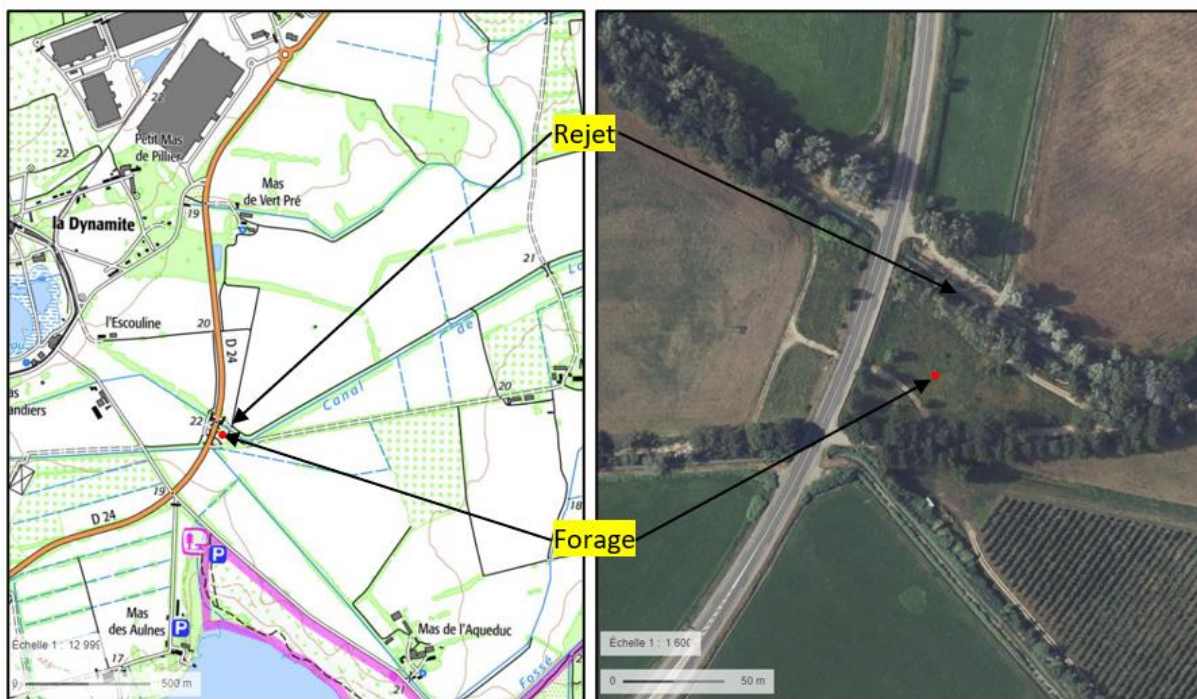 22
22
Petit Mas
de Pillier
Mas
de Vert Pré
19
la Dynamite
21
l'Escouline
20
D 24
Canal
de
20
22
19
18
D 24
P
Mas
des Aulnes
P
Mas de l'Aqueduc
Fossé
17
21
Échelle 1 : 12 999
0 500 m
Rejet
Forage
Échelle 1 : 1 600
0 50 m